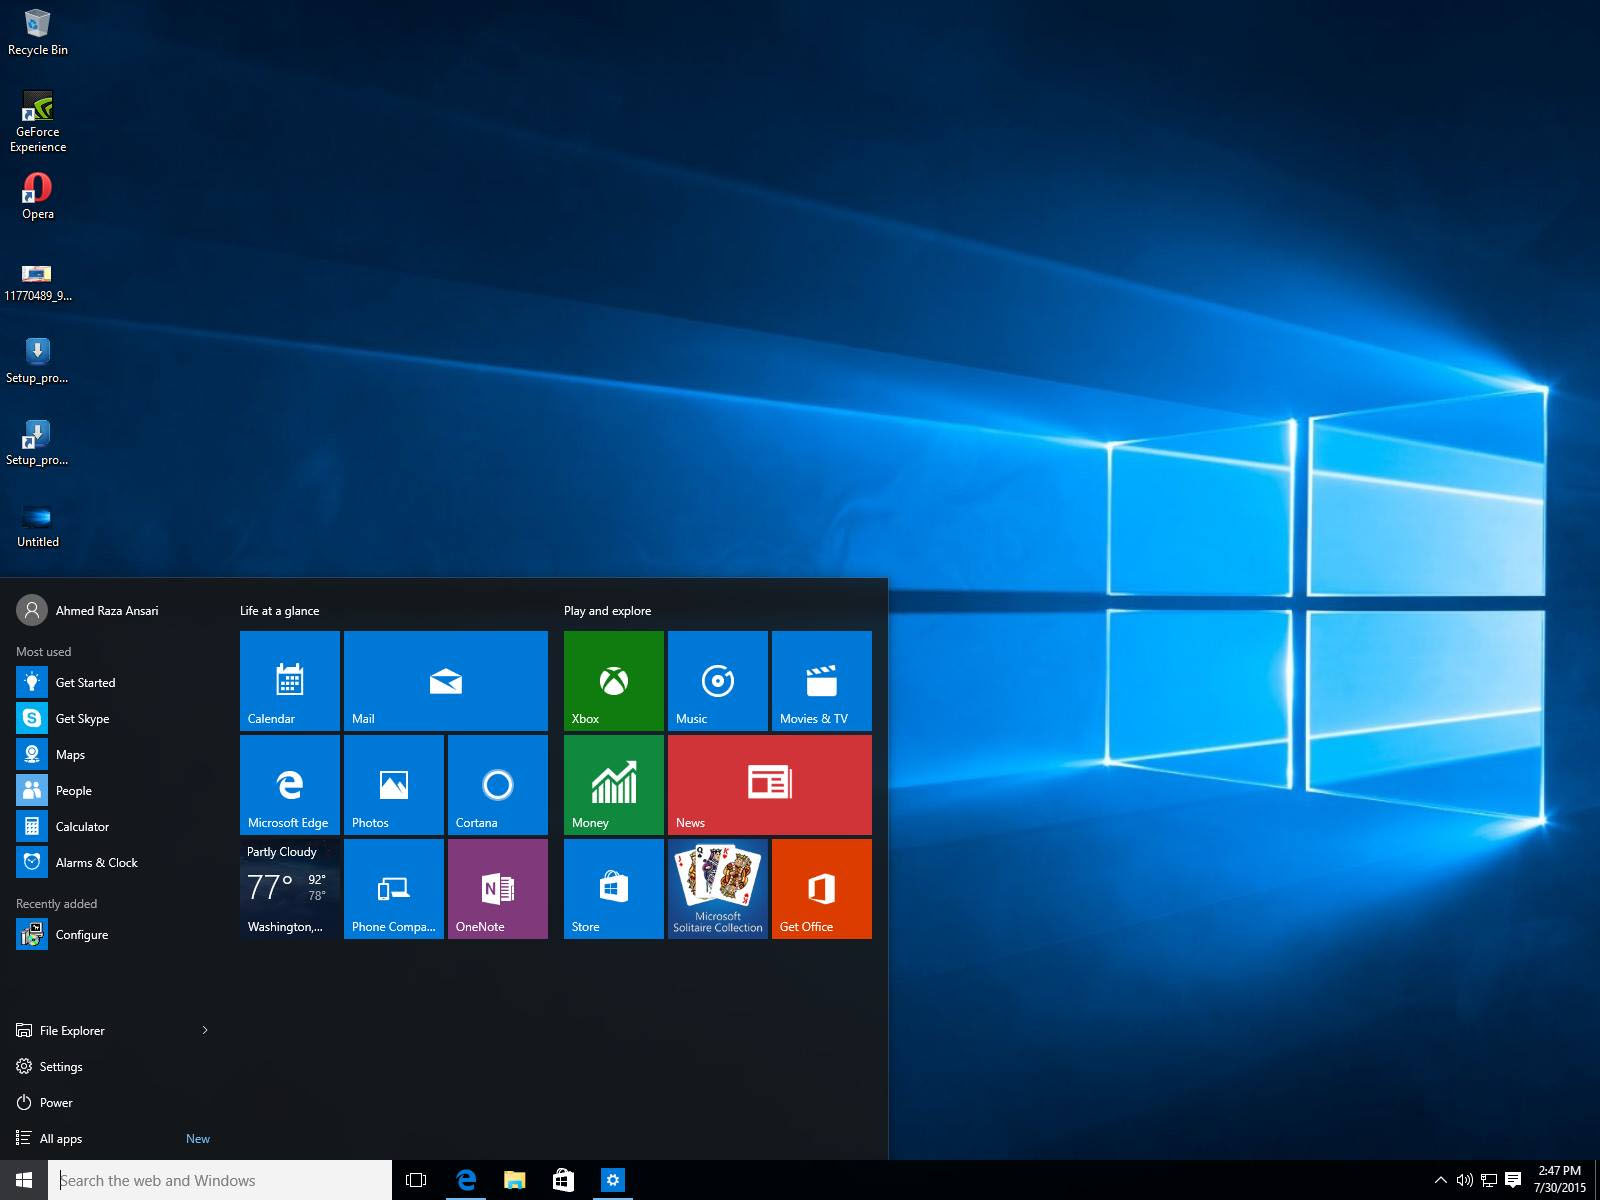 Recycle Bin
GeForce
Experience
Opera
11770489_9...
Setup_pro...
Setup_pro...
Untitled
Ahmed Raza Ansari
Most used
Get Started
Get Skype
Maps
People
Calculator
Alarms & Clock
Recently added
Configure
File Explorer
Settings
Power
All apps
New
Life at a glance
Calendar
Mail
Microsoft Edge
Photos
Cortana
Partly Cloudy
77° 92°
78°
Washington,...
Phone Compa...
OneNote
Play and explore
Xbox
Music
Movies & TV
Money
News
Store
Microsoft
Solitaire Collection
Get Office
Search the web and Windows
2:47 PM
7/30/2015